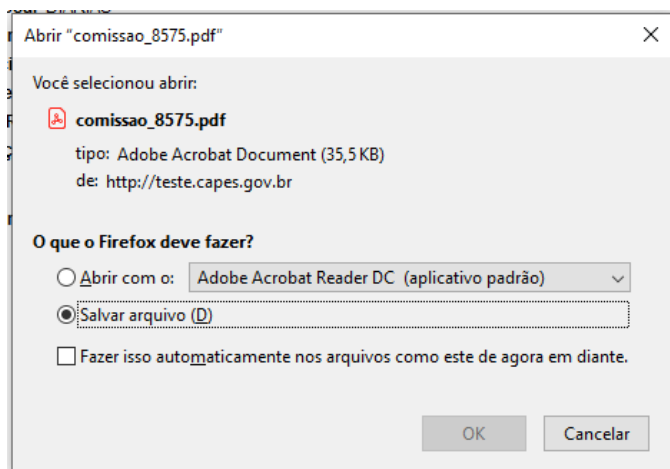 Abrir “comissao_8575.pdf”
Você selecionou abrir:
comissao_8575.pdf
tipo: Adobe Acrobat Document (35,5 KB)
de: http://teste.capes.gov.br
O que o Firefox deve fazer?
Abrir com o: Adobe Acrobat Reader DC (aplicativo padrão)
Salvar arquivo (D)
Fazer isso automaticamente nos arquivos como este de agora em diante.
OK Cancelar